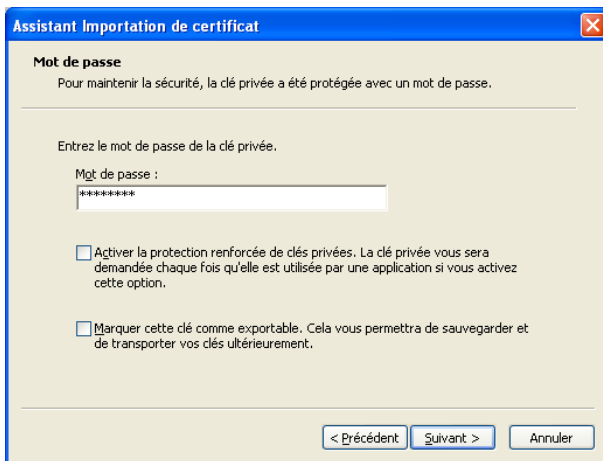 Assistant Importation de certificat
Mot de passe
Pour maintenir la sécurité, la clé privée a été protégée avec un mot de passe.
Entrez le mot de passe de la clé privée.
Mot de passe :
********
Activer la protection renforcée de clés privées. La clé privée vous sera
demandée chaque fois qu'elle est utilisée par une application si vous activez
cette option.
Marquer cette clé comme exportable. Cela vous permettra de sauvegarder et
de transporter vos clés ultérieurement.
< Précédent
Suivant >
Annuler